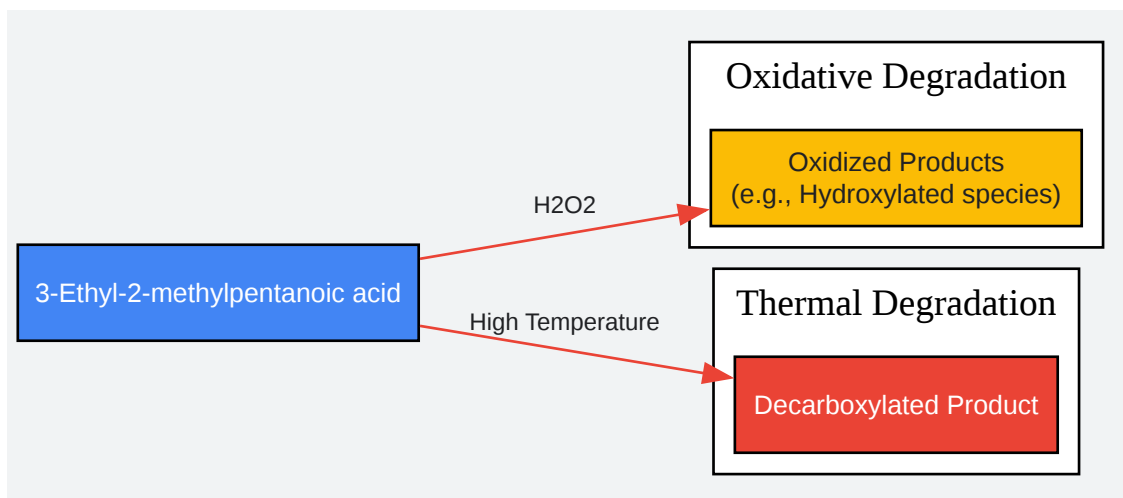 Oxidative Degradation
Oxidized Products
(e.g., Hydroxylated species)
H2O2
3-Ethyl-2-methylpentanoic acid
High Temperature
Thermal Degradation
Decarboxylated Product